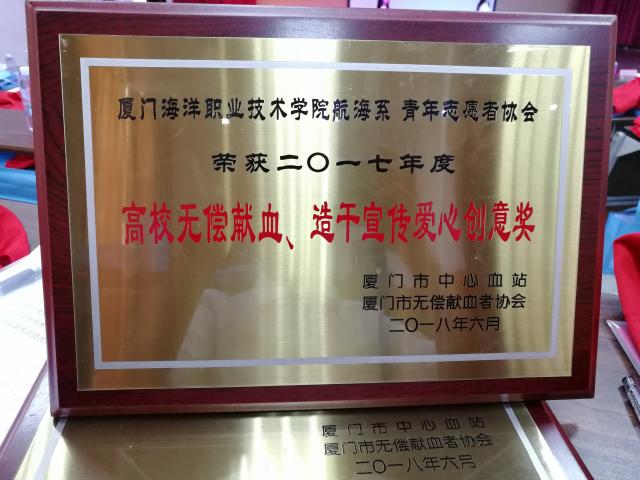 厦门海洋职业技术学院航海系 青年志愿者协会
荣获二〇一七年度
高校无偿献血、造干宣传爱心创意奖
厦门市中心血站
厦门市无偿献血者协会
二〇一八年六月
厦门市中心血站
厦门市无偿献血者协会
二〇一八年六月